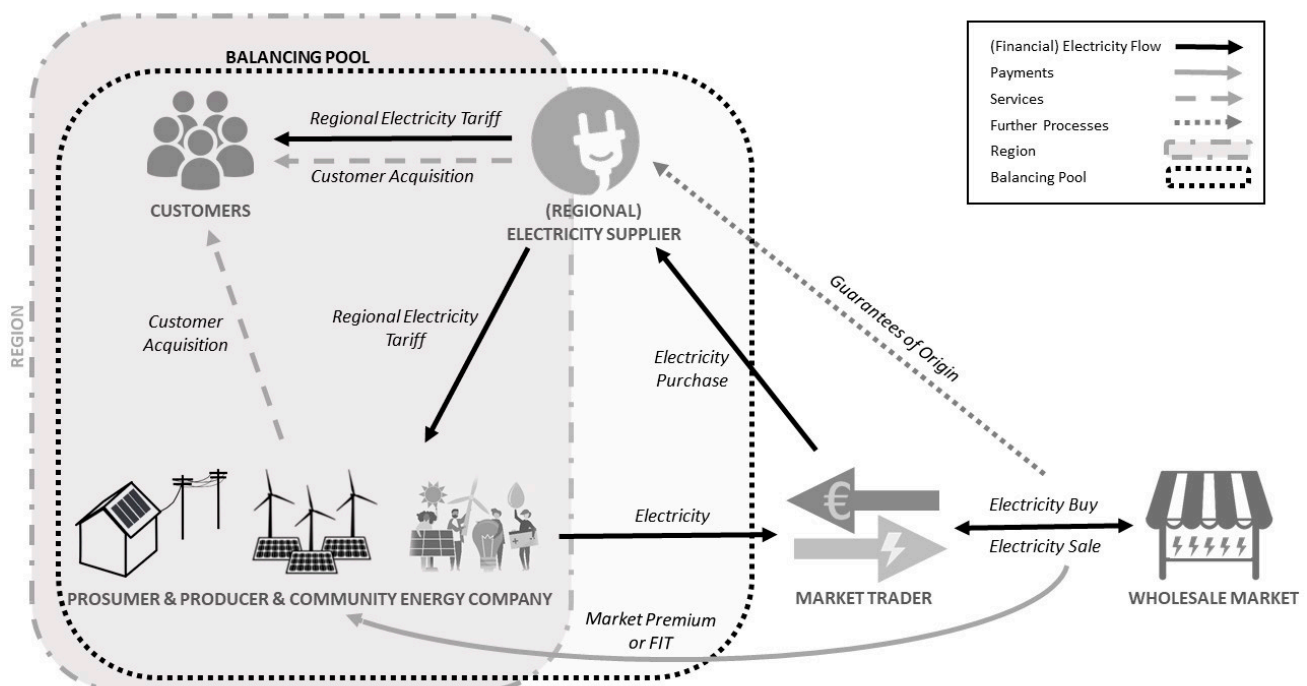 BALANCING POOL
(Financial) Electricity Flow
Payments
Services
Further Processes
Region
Balancing Pool
Regional Electricity Tariff
Customer Acquisition
CUSTOMERS
(REGIONAL)
ELECTRICITY SUPPLIER
REGION
Customer
Acquisition
Regional Electricity
Tariff
Electricity
Purchase
Guarantees of Origin
€
Electricity
Electricity Buy
Electricity Sale
PROSUMER & PRODUCER & COMMUNITY ENERGY COMPANY
MARKET TRADER
WHOLESALE MARKET
Market Premium
or FIT